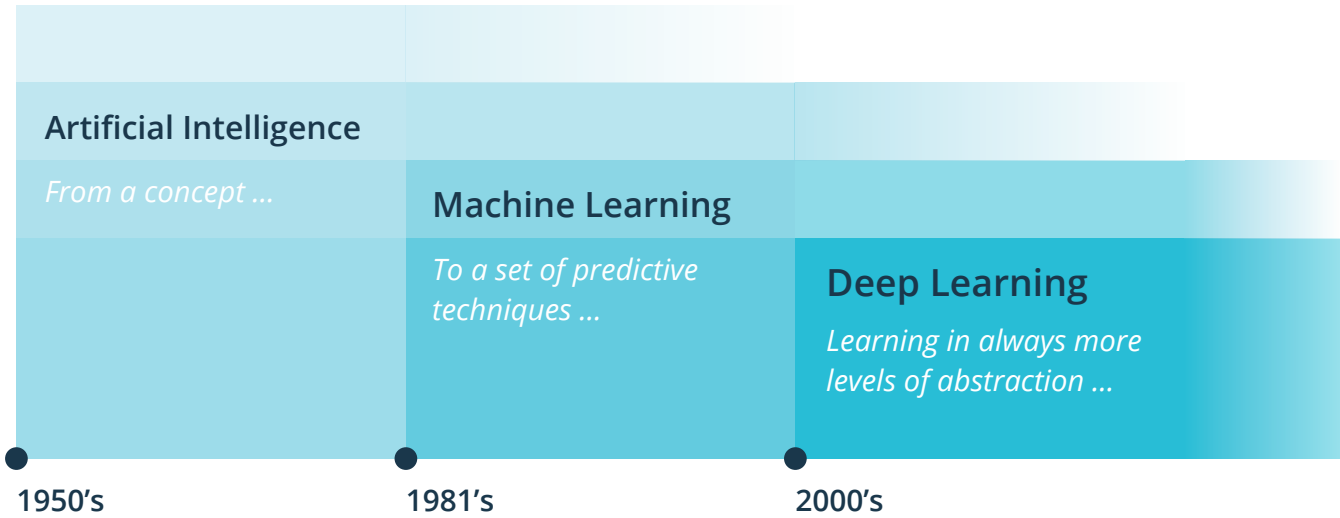 Artificial Intelligence
From a concept ...
Machine Learning
To a set of predictive
techniques ...
Deep Learning
Learning in always more
levels of abstraction ...
1950’s
1981’s
2000’s